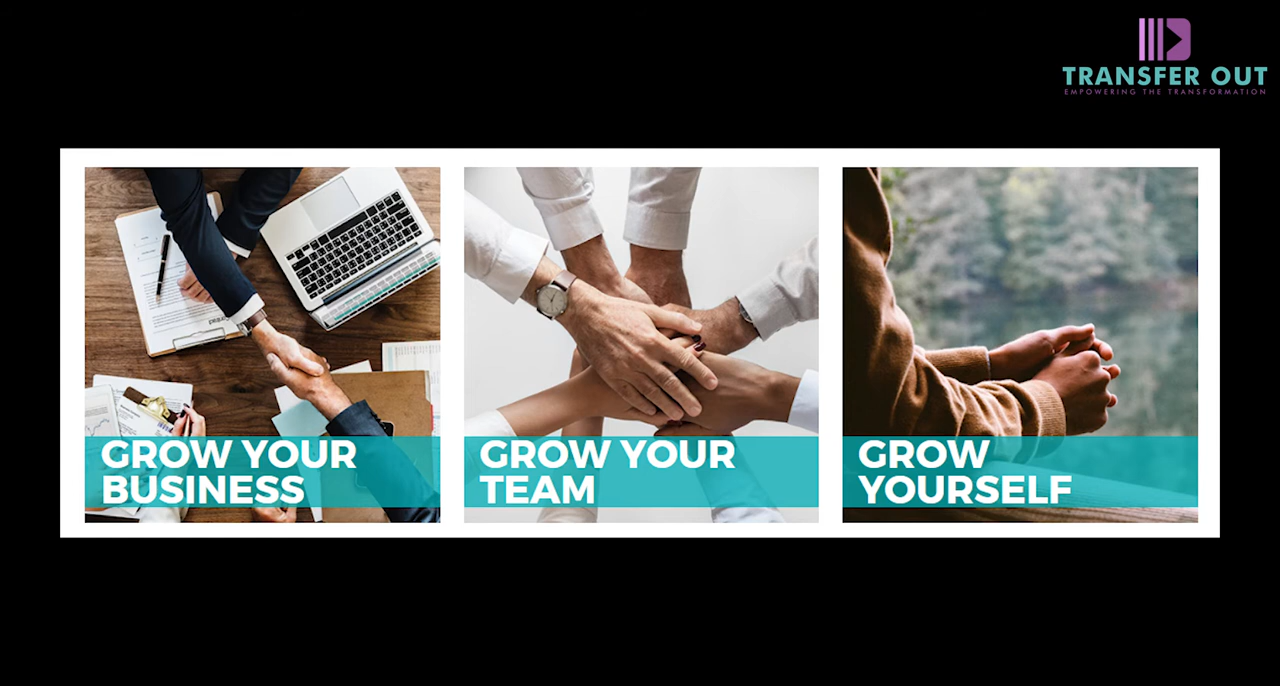 TRANSFER OUT
EMPOWERING THE TRANSFORMATION
GROW YOUR
BUSINESS
GROW YOUR
TEAM
GROW
YOURSELF